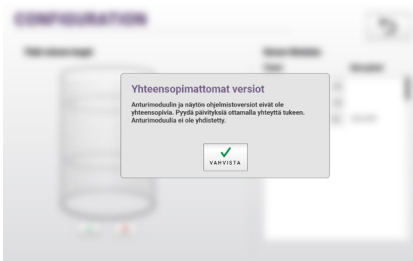 CONFIGURATION
Yhteensopimattomat versiot
Anturimoduulin ja näytön ohjelmistoversiot eivät ole
yhteensopivia. Pyydä päivityksiä ottamalla yhteyttä tukeen.
Anturimoduulia ei ole yhdistetty.
VAHVISTA